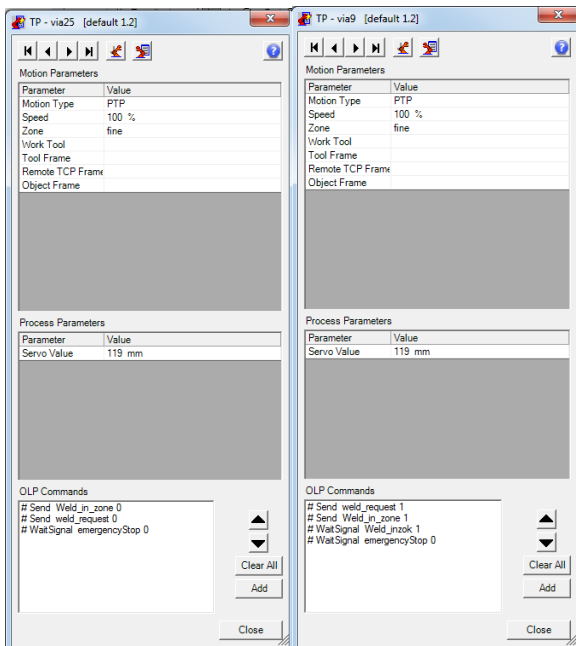 TP - via25   [default 1.2]
Motion Parameters
Parameter Value
Motion Type PTP
Speed 100 %
Zone fine
Work Tool
Tool Frame
Remote TCP Frame
Object Frame
Process Parameters
Parameter Value
Servo Value 119 mm
OLP Commands
# Send Weld_in_zone 0
# Send weld_request 0
# WaitSignal emergencyStop 0
Clear All
Add
Close
TP - via9   [default 1.2]
Motion Parameters
Parameter Value
Motion Type PTP
Speed 100 %
Zone fine
Work Tool
Tool Frame
Remote TCP Frame
Object Frame
Process Parameters
Parameter Value
Servo Value 119 mm
OLP Commands
# Send weld_request 1
# Send Weld_in_zone 1
# WaitSignal Weld_inzok 1
# WaitSignal emergencyStop 0
Clear All
Add
Close